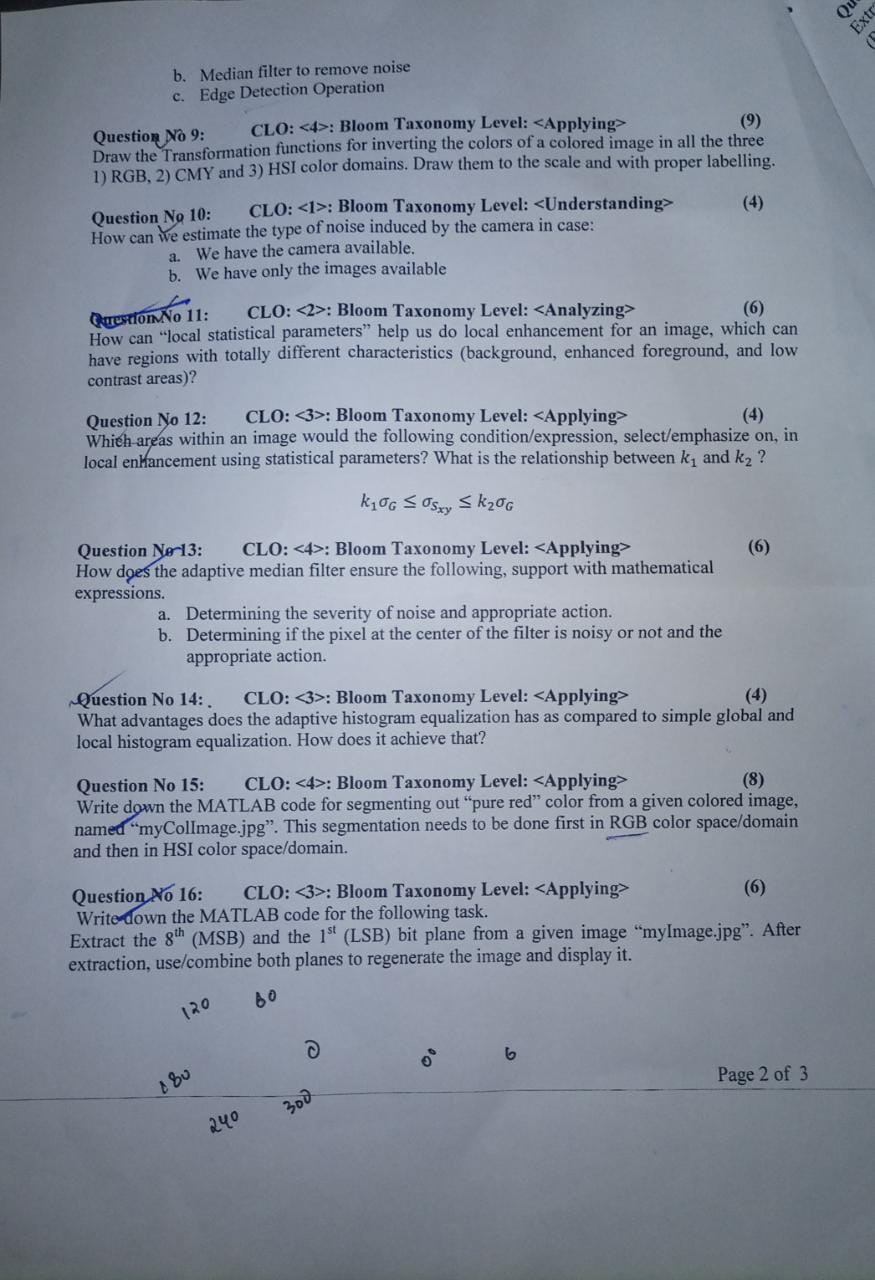 b. Median filter to remove noise
c. Edge Detection Operation
Question No 9: CLO: <4>: Bloom Taxonomy Level: <Applying> (9)
Draw the Transformation functions for inverting the colors of a colored image in all the three
1) RGB, 2) CMY and 3) HSI color domains. Draw them to the scale and with proper labelling.
Question No 10: CLO: <1>: Bloom Taxonomy Level: <Understanding> (4)
How can we estimate the type of noise induced by the camera in case:
a. We have the camera available.
b. We have only the images available
Question No 11: CLO: <2>: Bloom Taxonomy Level: <Analyzing> (6)
How can “local statistical parameters” help us do local enhancement for an image, which can
have regions with totally different characteristics (background, enhanced foreground, and low
contrast areas)?
Question No 12: CLO: <3>: Bloom Taxonomy Level: <Applying> (4)
Which areas within an image would the following condition/expression, select/emphasize on, in
local enhancement using statistical parameters? What is the relationship between k₁ and k₂ ?
k₁σ_G ≤ σ_Sxy ≤ k₂σ_G
Question No 13: CLO: <4>: Bloom Taxonomy Level: <Applying> (6)
How does the adaptive median filter ensure the following, support with mathematical
expressions.
a. Determining the severity of noise and appropriate action.
b. Determining if the pixel at the center of the filter is noisy or not and the
appropriate action.
Question No 14: CLO: <3>: Bloom Taxonomy Level: <Applying> (4)
What advantages does the adaptive histogram equalization has as compared to simple global and
local histogram equalization. How does it achieve that?
Question No 15: CLO: <4>: Bloom Taxonomy Level: <Applying> (8)
Write down the MATLAB code for segmenting out “pure red” color from a given colored image,
named “myColImage.jpg”. This segmentation needs to be done first in RGB color space/domain
and then in HSI color space/domain.
Question No 16: CLO: <3>: Bloom Taxonomy Level: <Applying> (6)
Write down the MATLAB code for the following task.
Extract the 8th (MSB) and the 1st (LSB) bit plane from a given image “myImage.jpg”. After
extraction, use/combine both planes to regenerate the image and display it.
120 60
0 0° 6
180
Page 2 of 3
240 300